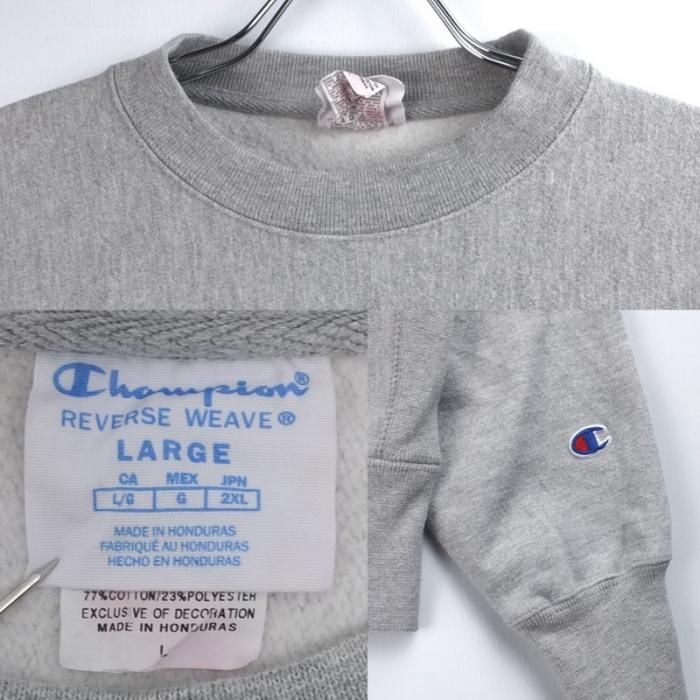 Champion®
REVERSE WEAVE®
LARGE
CA MEX JPN
L/G G 2XL
MADE IN HONDURAS
FABRIQUÉ AU HONDURAS
HECHO EN HONDURAS
77%COTTON/23%POLYESTER
EXCLUSIVE OF DECORATION
MADE IN HONDURAS
L